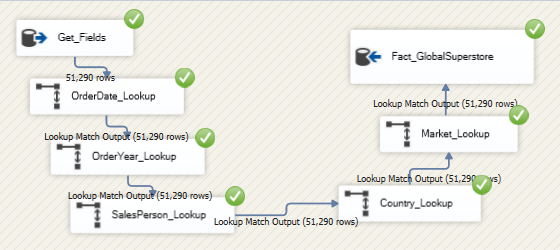 Get_Fields
51,290 rows
OrderDate_Lookup
Lookup Match Output (51,290 rows)
OrderYear_Lookup
Lookup Match Output (51,290 rows)
SalesPerson_Lookup
Lookup Match Output (51,290 rows)
Country_Lookup
Lookup Match Output (51,290 rows)
Market_Lookup
Lookup Match Output (51,290 rows)
Fact_GlobalSuperstore